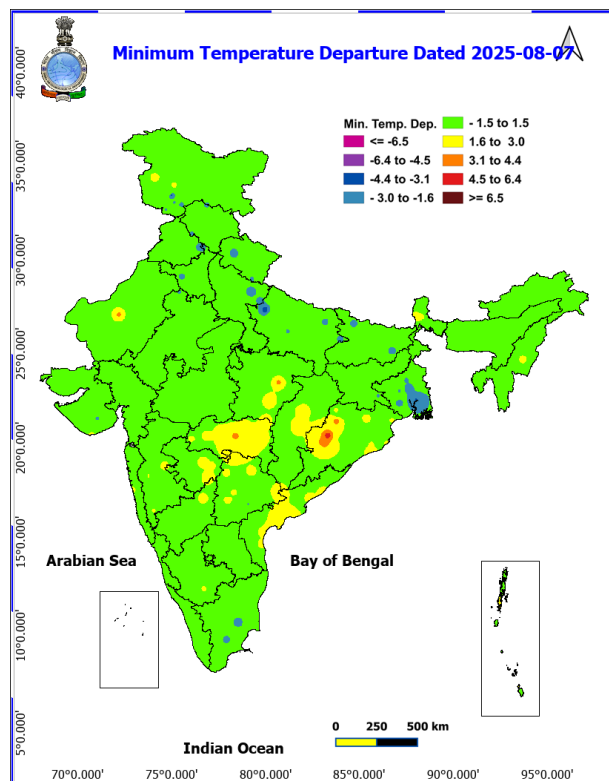 Minimum Temperature Departure Dated 2025-08-07
Min. Temp. Dep.
<= -6.5
-6.4 to -4.5
-4.4 to -3.1
- 3.0 to -1.6
- 1.5 to 1.5
1.6 to 3.0
3.1 to 4.4
4.5 to 6.4
>= 6.5
40°0.000'
35°0.000'
30°0.000'
25°0.000'
20°0.000'
15°0.000'
10°0.000'
5°0.000'
Arabian Sea
Bay of Bengal
0 250 500 km
Indian Ocean
70°0.000' 75°0.000' 80°0.000' 85°0.000' 90°0.000' 95°0.000'